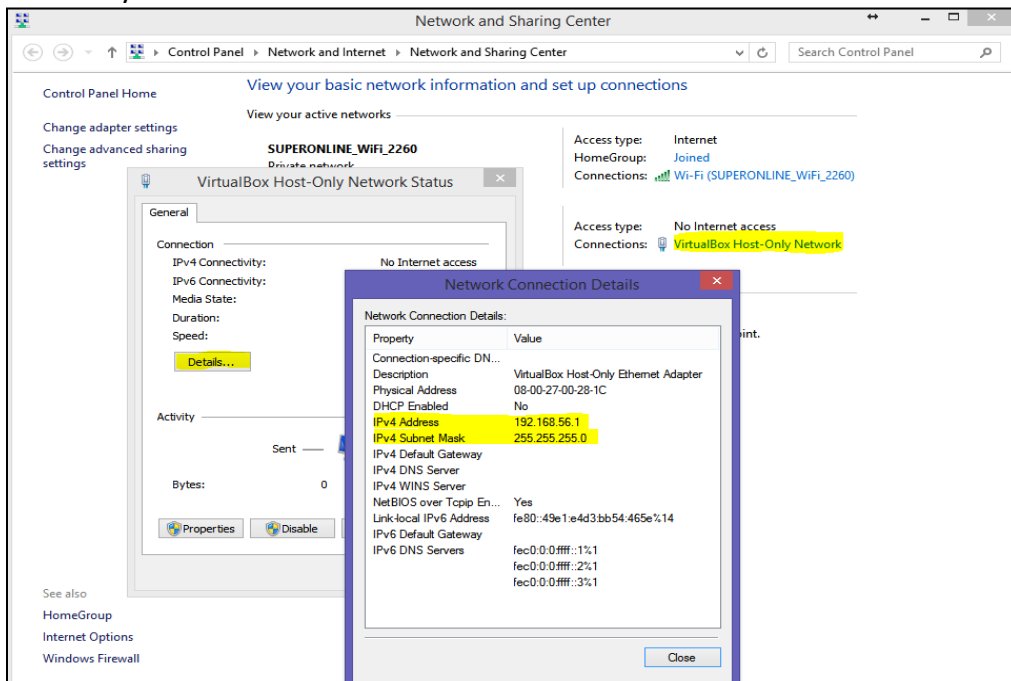 Network and Sharing Center
Control Panel Network and Internet Network and Sharing Center
Search Control Panel
Control Panel Home
Change adapter settings
Change advanced sharing
settings
View your basic network information and set up connections
View your active networks
SUPERONLINE_WiFi_2260
Private network
Access type: Internet
HomeGroup: Joined
Connections: Wi-Fi (SUPERONLINE_WiFi_2260)
Access type: No Internet access
Connections: VirtualBox Host-Only Network
VirtualBox Host-Only Network Status
General
Connection
IPv4 Connectivity: No Internet access
IPv6 Connectivity:
Media State:
Duration:
Speed:
Details...
Activity
Sent
Bytes: 0
Properties Disable
Network Connection Details
Network Connection Details:
Property Value
Connection-specific DN...
Description VirtualBox Host-Only Ethernet Adapter
Physical Address 08-00-27-00-28-1C
DHCP Enabled No
IPv4 Address 192.168.56.1
IPv4 Subnet Mask 255.255.255.0
IPv4 Default Gateway
IPv4 DNS Server
IPv4 WINS Server
NetBIOS over Tcpip En... Yes
Link-local IPv6 Address fe80::49e1:e4d3:bb54:465e%14
IPv6 Default Gateway
IPv6 DNS Servers fec0:0:0:ffff::1%1
fec0:0:0:ffff::2%1
fec0:0:0:ffff::3%1
Close
See also
HomeGroup
Internet Options
Windows Firewall